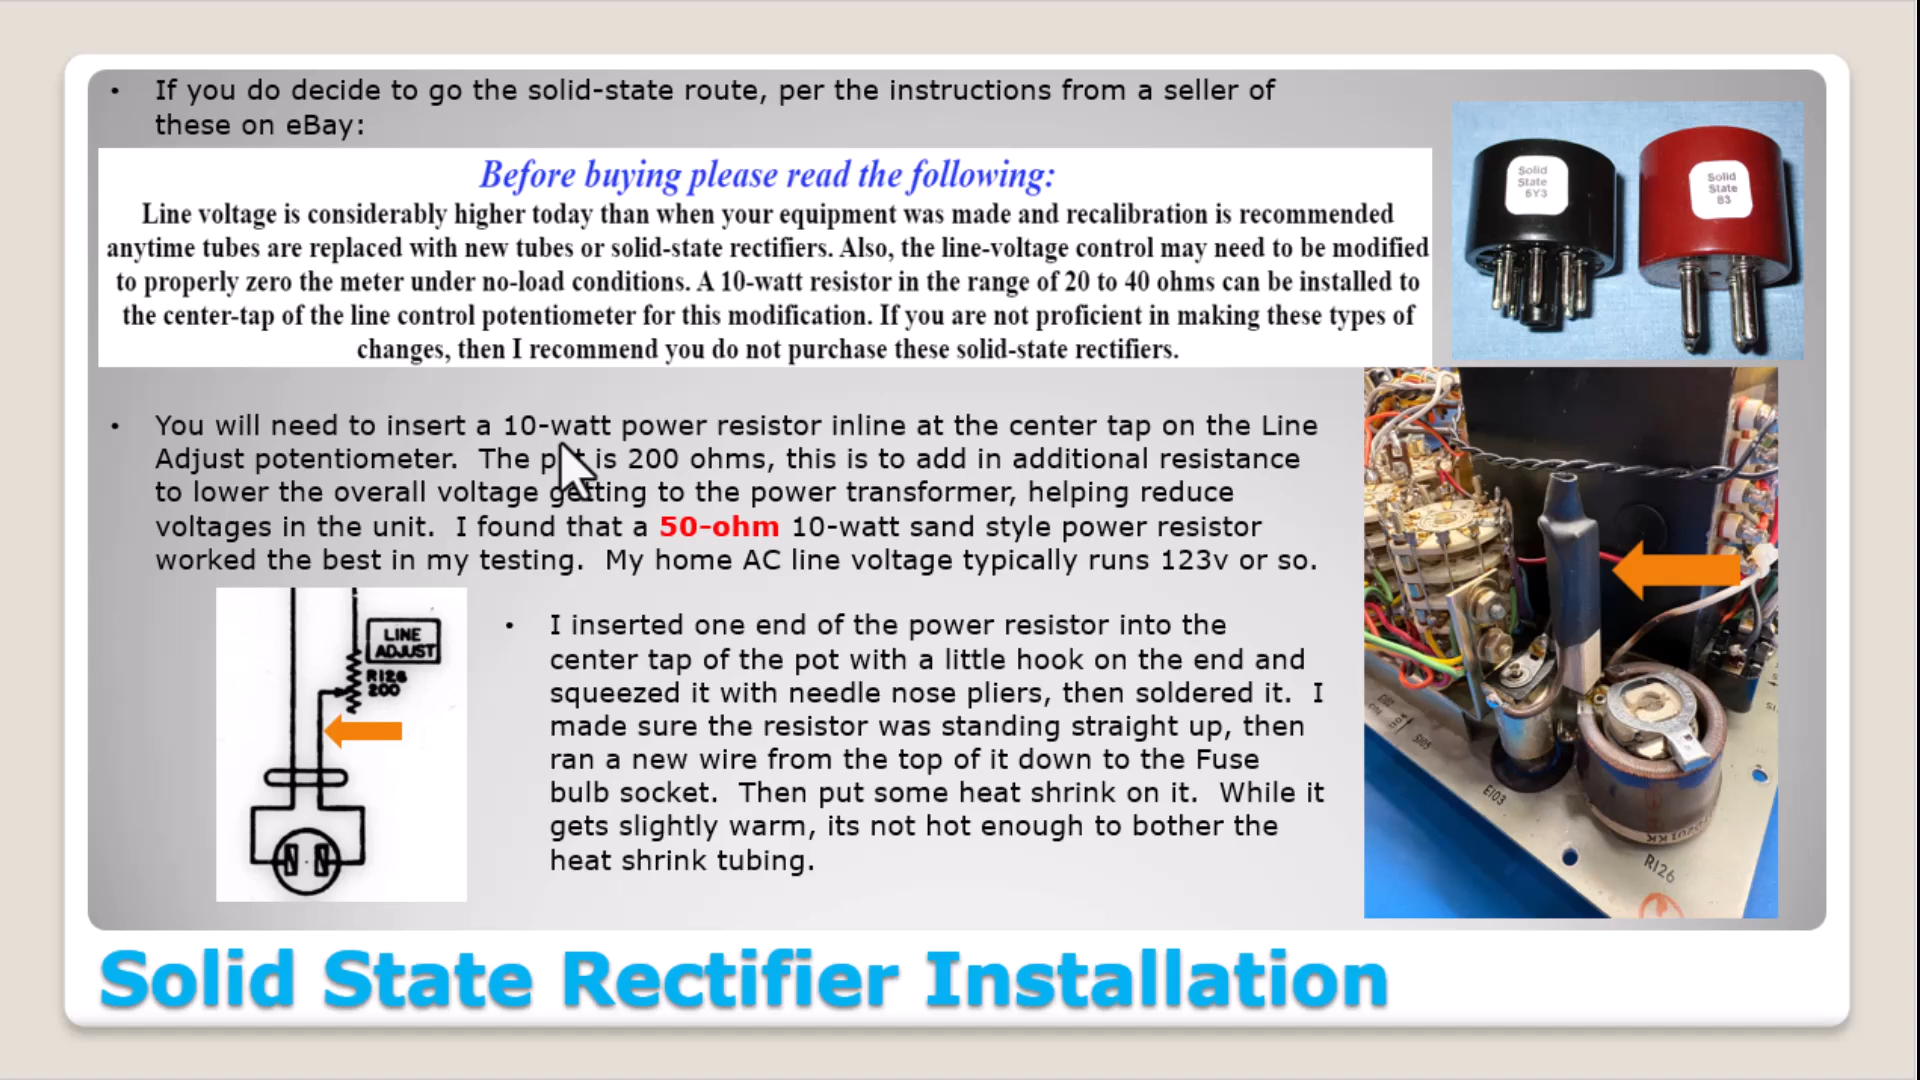 • If you do decide to go the solid-state route, per the instructions from a seller of
these on eBay:
Before buying please read the following:
Line voltage is considerably higher today than when your equipment was made and recalibration is recommended
anytime tubes are replaced with new tubes or solid-state rectifiers. Also, the line-voltage control may need to be modified
to properly zero the meter under no-load conditions. A 10-watt resistor in the range of 20 to 40 ohms can be installed to
the center-tap of the line control potentiometer for this modification. If you are not proficient in making these types of
changes, then I recommend you do not purchase these solid-state rectifiers.
Solid
State
6Y3
Solid
State
83
• You will need to insert a 10-watt power resistor inline at the center tap on the Line
Adjust potentiometer. The pot is 200 ohms, this is to add in additional resistance
to lower the overall voltage getting to the power transformer, helping reduce
voltages in the unit. I found that a 50-ohm 10-watt sand style power resistor
worked the best in my testing. My home AC line voltage typically runs 123v or so.
LINE
ADJUST
R126
200
• I inserted one end of the power resistor into the
center tap of the pot with a little hook on the end and
squeezed it with needle nose pliers, then soldered it. I
made sure the resistor was standing straight up, then
ran a new wire from the top of it down to the Fuse
bulb socket. Then put some heat shrink on it. While it
gets slightly warm, its not hot enough to bother the
heat shrink tubing.
S105
E103
R126
Solid State Rectifier Installation